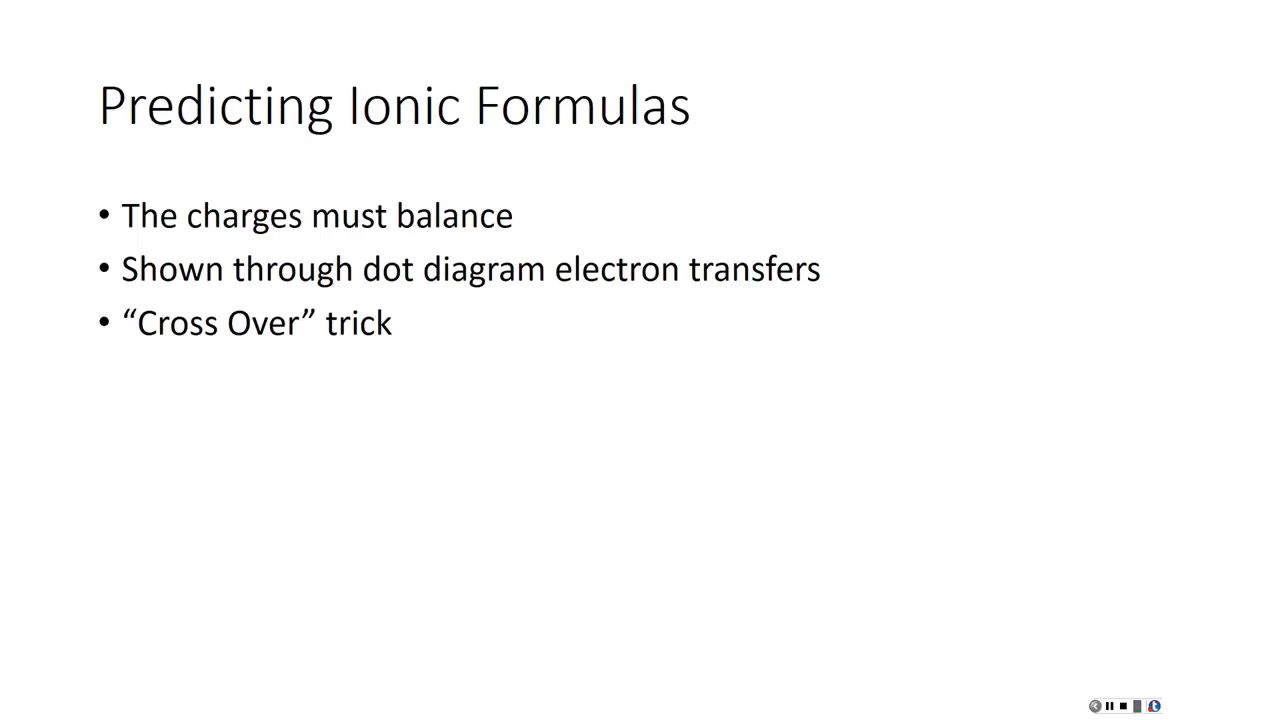 Predicting Ionic Formulas
• The charges must balance
• Shown through dot diagram electron transfers
• “Cross Over” trick